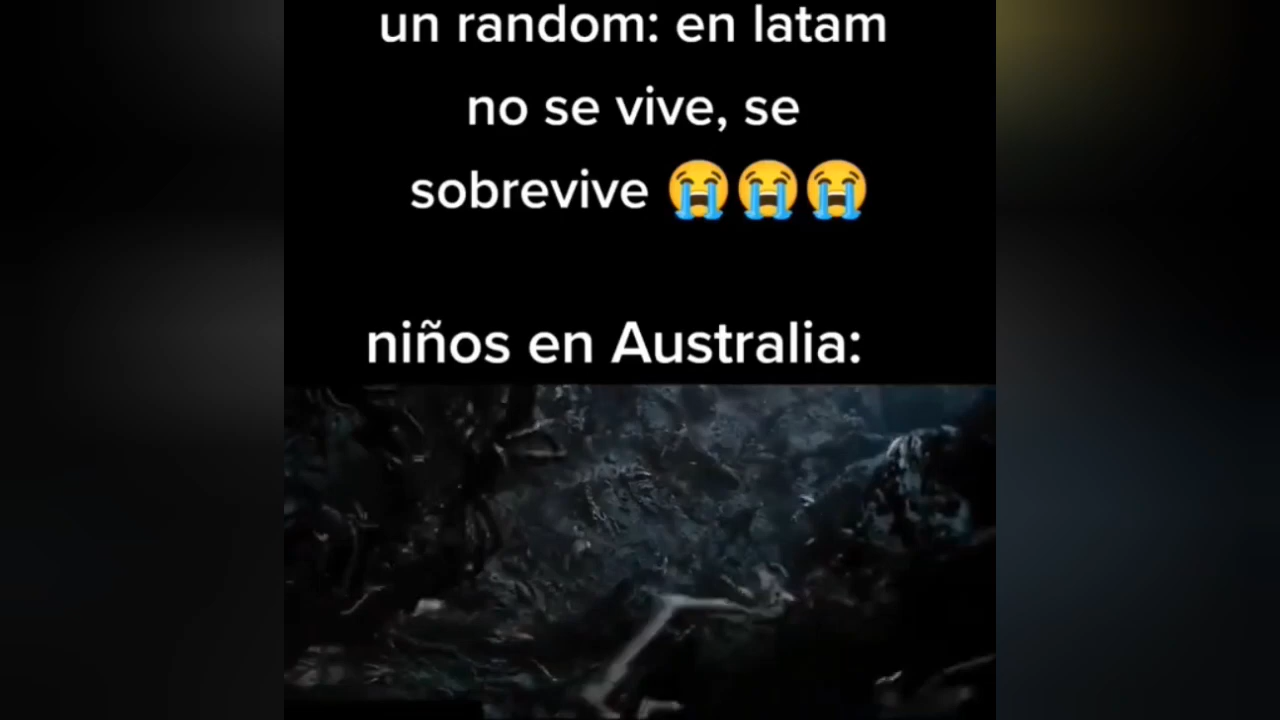 un random: en latam
no se vive, se
sobrevive 😭😭😭
niños en Australia: